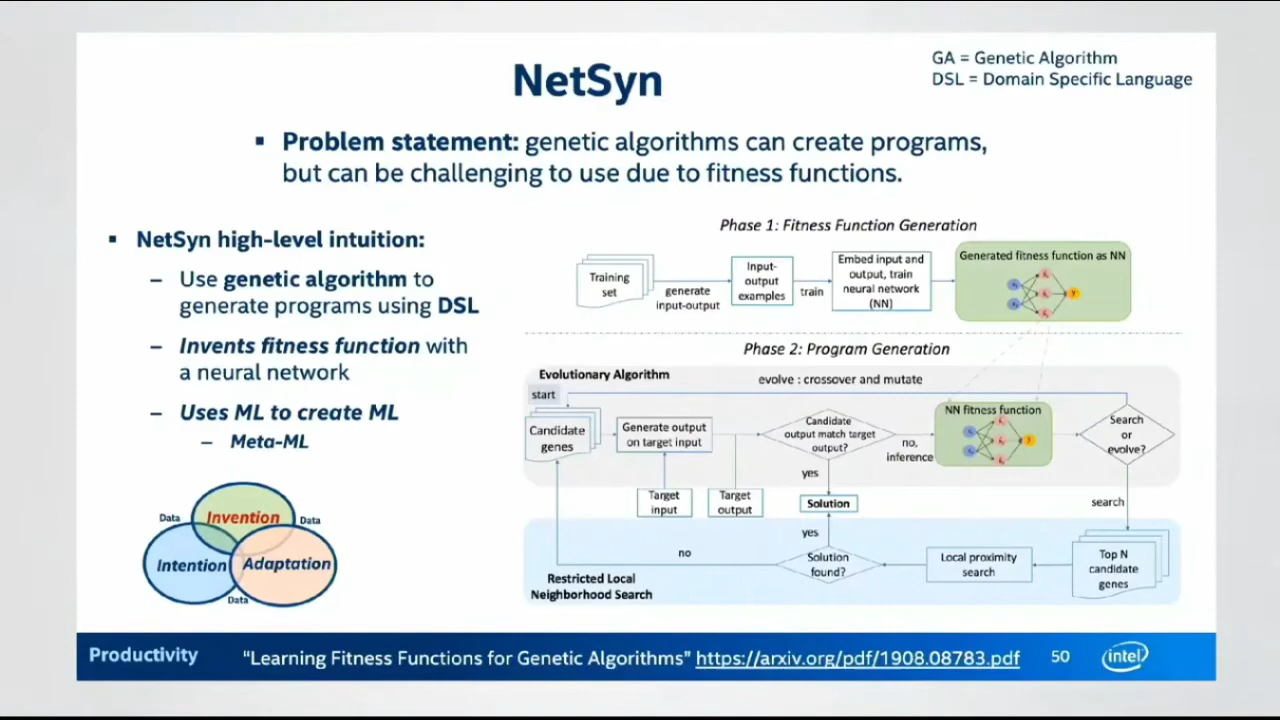 NetSyn
GA = Genetic Algorithm
DSL = Domain Specific Language
▪ Problem statement: genetic algorithms can create programs,
but can be challenging to use due to fitness functions.
▪ NetSyn high-level intuition:
– Use genetic algorithm to
generate programs using DSL
– Invents fitness function with
a neural network
– Uses ML to create ML
– Meta-ML
Data
Invention
Data
Intention
Adaptation
Data
Phase 1: Fitness Function Generation
Training
set
generate
input-output
Input-
output
examples
train
Embed input and
output, train
neural network
(NN)
Generated fitness function as NN
Phase 2: Program Generation
Evolutionary Algorithm
evolve : crossover and mutate
start
Candidate
genes
Generate output
on target input
Candidate
output match target
output?
no,
inference
NN fitness function
Search
or
evolve?
yes
Target
input
Target
output
Solution
search
yes
no
Solution
found?
Local proximity
search
Top N
candidate
genes
Restricted Local
Neighborhood Search
Productivity
“Learning Fitness Functions for Genetic Algorithms” https://arxiv.org/pdf/1908.08783.pdf
50
intel